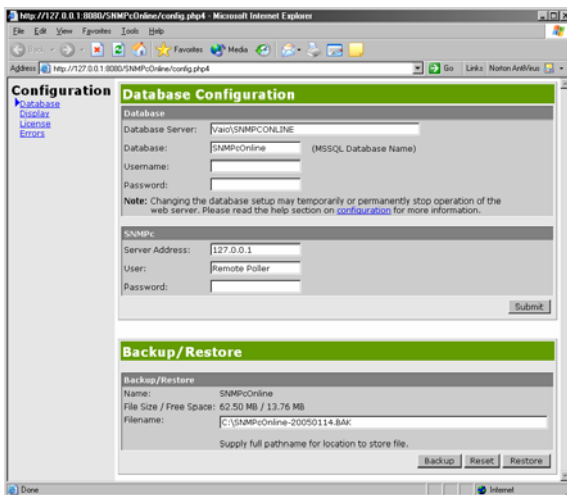 http://127.0.0.1:8080/SNMPcOnline/config.php4 - Microsoft Internet Explorer
File Edit View Favorites Tools Help
Back Favorites Media
Address http://127.0.0.1:8080/SNMPcOnline/config.php4 Go Links Norton AntiVirus
Configuration
Database
Display
License
Errors
Database Configuration
Database
Database Server: Vaio\SNMPCONLINE
Database: SNMPcOnline (MSSQL Database Name)
Username:
Password:
Note: Changing the database setup may temporarily or permanently stop operation of the
web server. Please read the help section on configuration for more information.
SNMPc
Server Address: 127.0.0.1
User: Remote Poller
Password:
Submit
Backup/Restore
Backup/Restore
Name: SNMPcOnline
File Size / Free Space: 62.50 MB / 13.76 MB
Filename: C:\SNMPcOnline-20050114.BAK
Supply full pathname for location to store file.
Backup Reset Restore
Done Internet